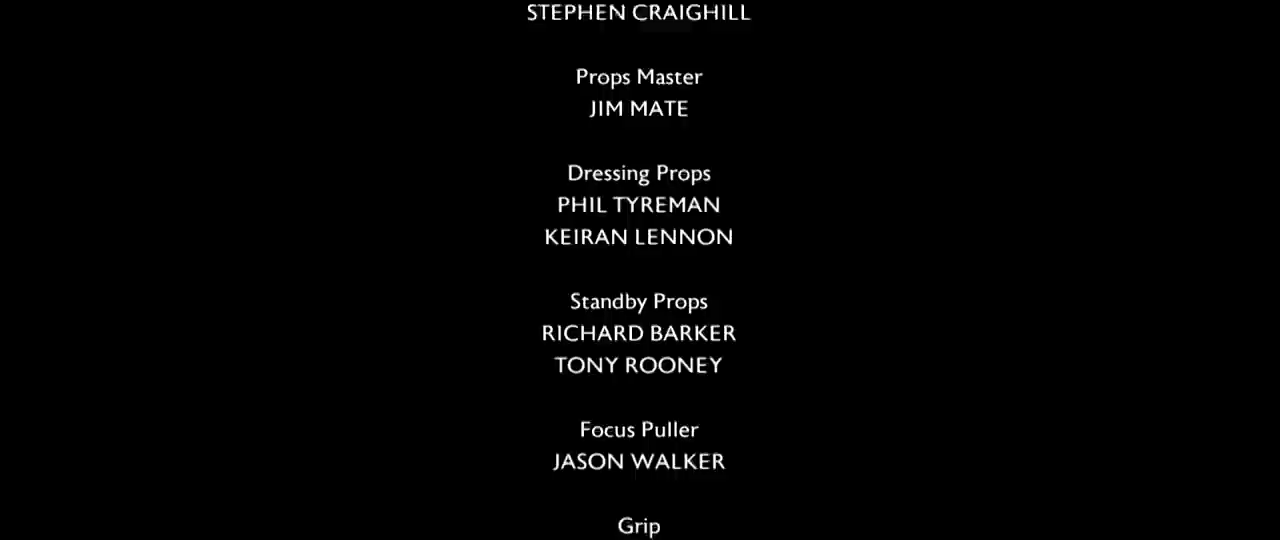 STEPHEN CRAIGHILL
Props Master
JIM MATE
Dressing Props
PHIL TYREMAN
KEIRAN LENNON
Standby Props
RICHARD BARKER
TONY ROONEY
Focus Puller
JASON WALKER
Grip